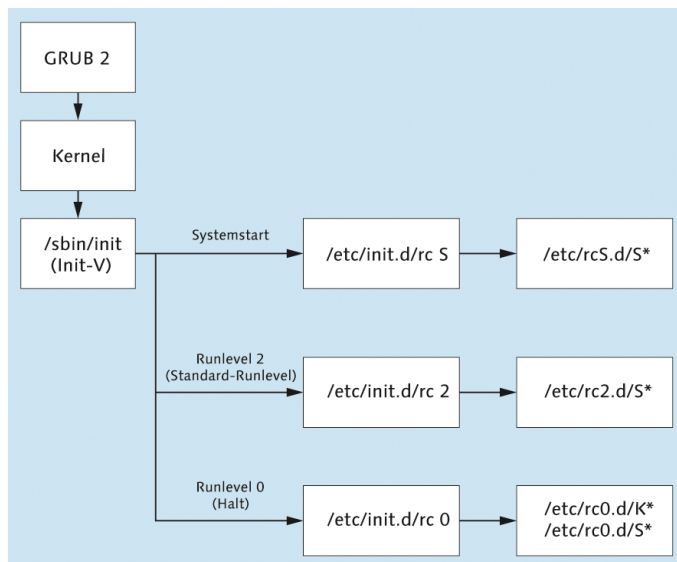 GRUB 2
Kernel
/sbin/init
(Init-V)
Systemstart
/etc/init.d/rc S
/etc/rcS.d/S*
Runlevel 2
(Standard-Runlevel)
/etc/init.d/rc 2
/etc/rc2.d/S*
Runlevel 0
(Halt)
/etc/init.d/rc 0
/etc/rc0.d/K*
/etc/rc0.d/S*